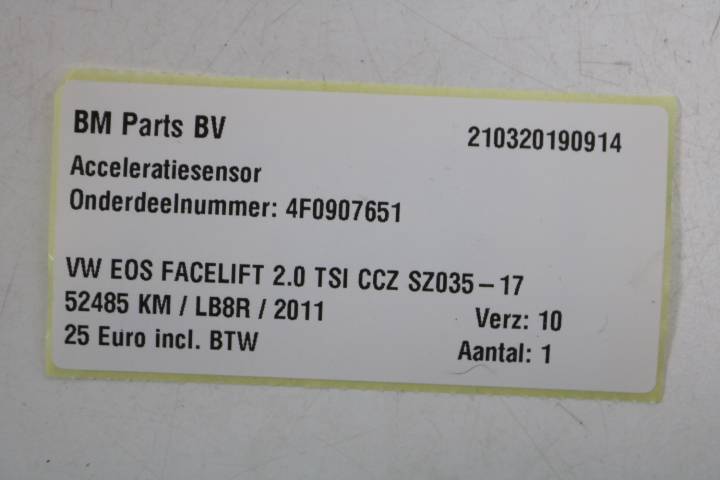 BM Parts BV 210320190914
Acceleratiesensor
Onderdeelnummer: 4F0907651
VW EOS FACELIFT 2.0 TSI CCZ SZ035-17
52485 KM / LB8R / 2011 Verz: 10
25 Euro incl. BTW Aantal: 1